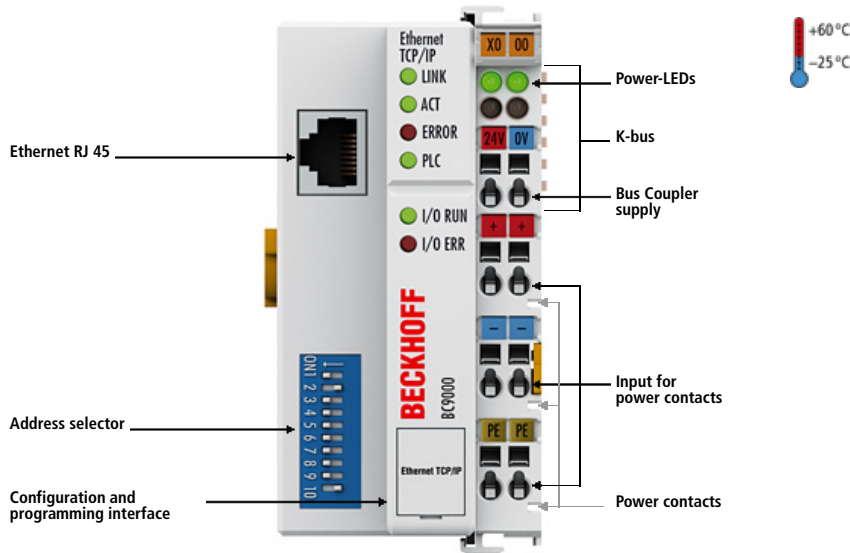 Ethernet
TCP/IP
LINK
ACT
ERROR
PLC
I/O RUN
I/O ERR
BECKHOFF
BC9000
Ethernet TCP/IP
X0 00
24V 0V
+ +
− −
PE PE
ON 1 2 3 4 5 6 7 8 9 10
Ethernet RJ 45
Address selector
Configuration and
programming interface
Power-LEDs
K-bus
Bus Coupler
supply
Input for
power contacts
Power contacts
+60 °C
−25 °C